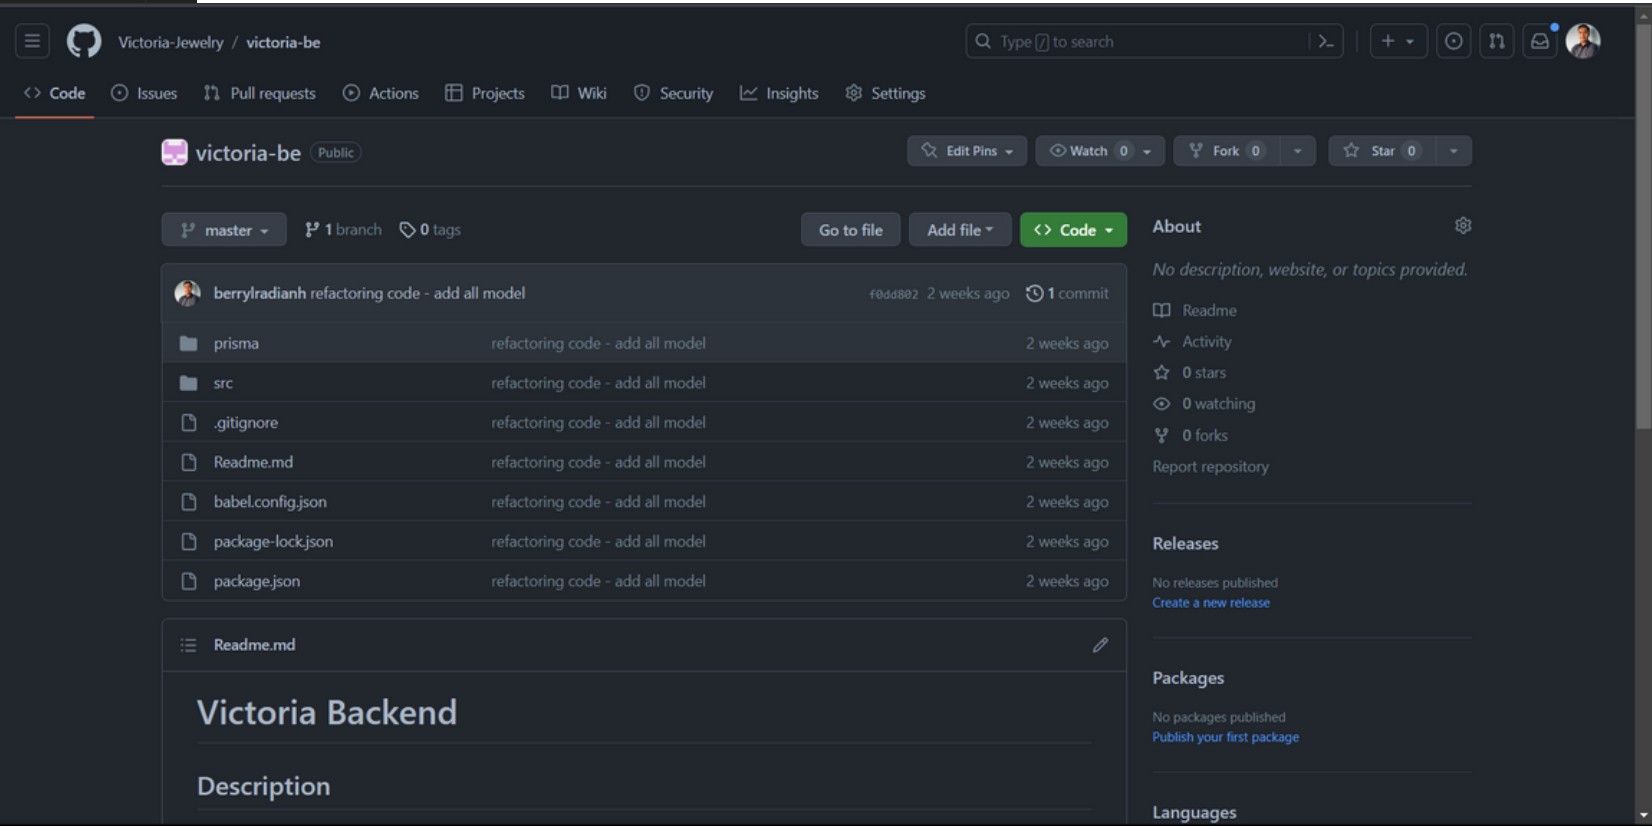 Victoria-Jewelry / victoria-be
Type / to search
Code Issues Pull requests Actions Projects Wiki Security Insights Settings
victoria-be Public
Edit Pins Watch 0 Fork 0 Star 0
master 1 branch 0 tags Go to file Add file Code
berrylradianh refactoring code - add all model f0dd802 2 weeks ago 1 commit
prisma refactoring code - add all model 2 weeks ago
src refactoring code - add all model 2 weeks ago
.gitignore refactoring code - add all model 2 weeks ago
Readme.md refactoring code - add all model 2 weeks ago
babel.config.json refactoring code - add all model 2 weeks ago
package-lock.json refactoring code - add all model 2 weeks ago
package.json refactoring code - add all model 2 weeks ago
Readme.md
Victoria Backend
Description
About
No description, website, or topics provided.
Readme
Activity
0 stars
0 watching
0 forks
Report repository
Releases
No releases published
Create a new release
Packages
No packages published
Publish your first package
Languages